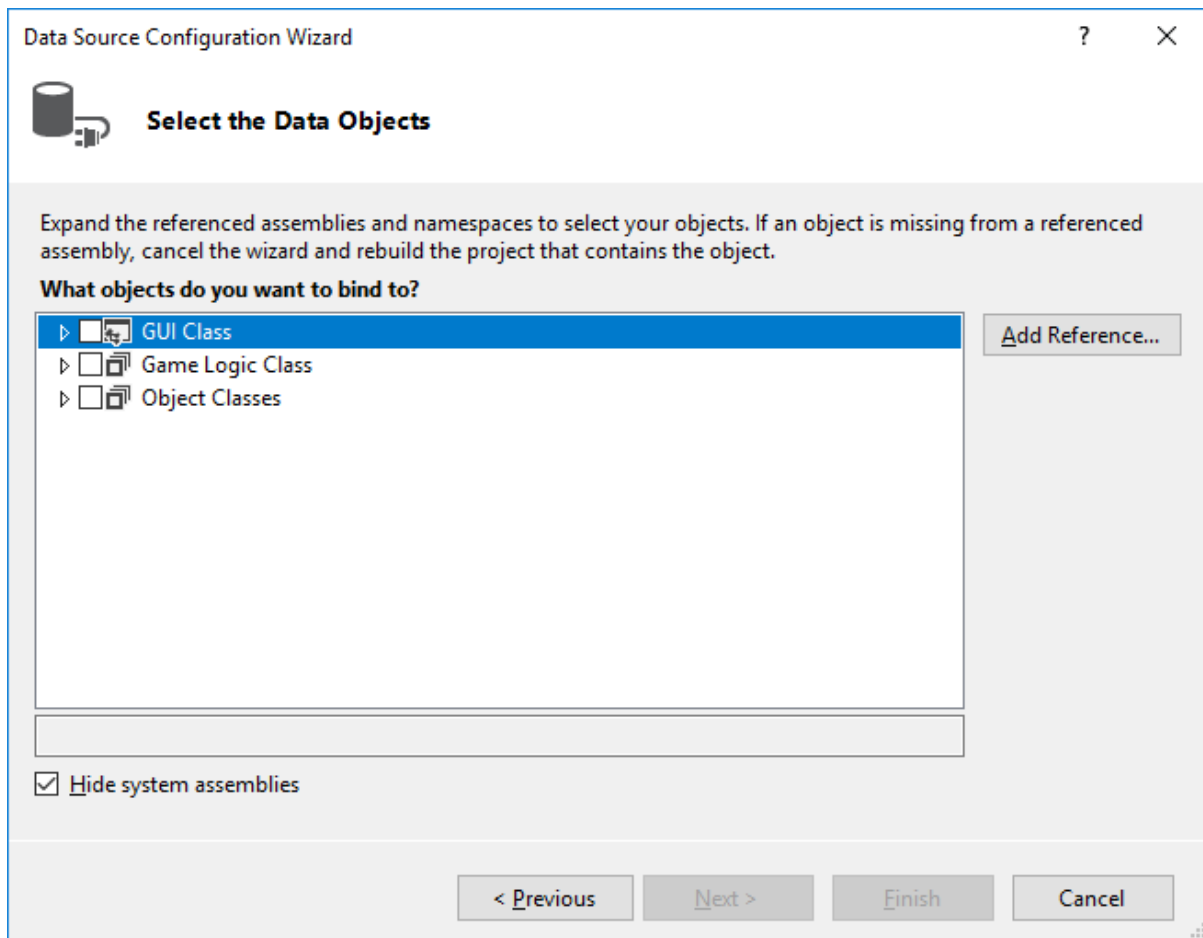 Data Source Configuration Wizard
?
Select the Data Objects
Expand the referenced assemblies and namespaces to select your objects. If an object is missing from a referenced
assembly, cancel the wizard and rebuild the project that contains the object.
What objects do you want to bind to?
GUI Class
Add Reference...
Game Logic Class
Object Classes
Hide system assemblies
< Previous
Next >
Finish
Cancel